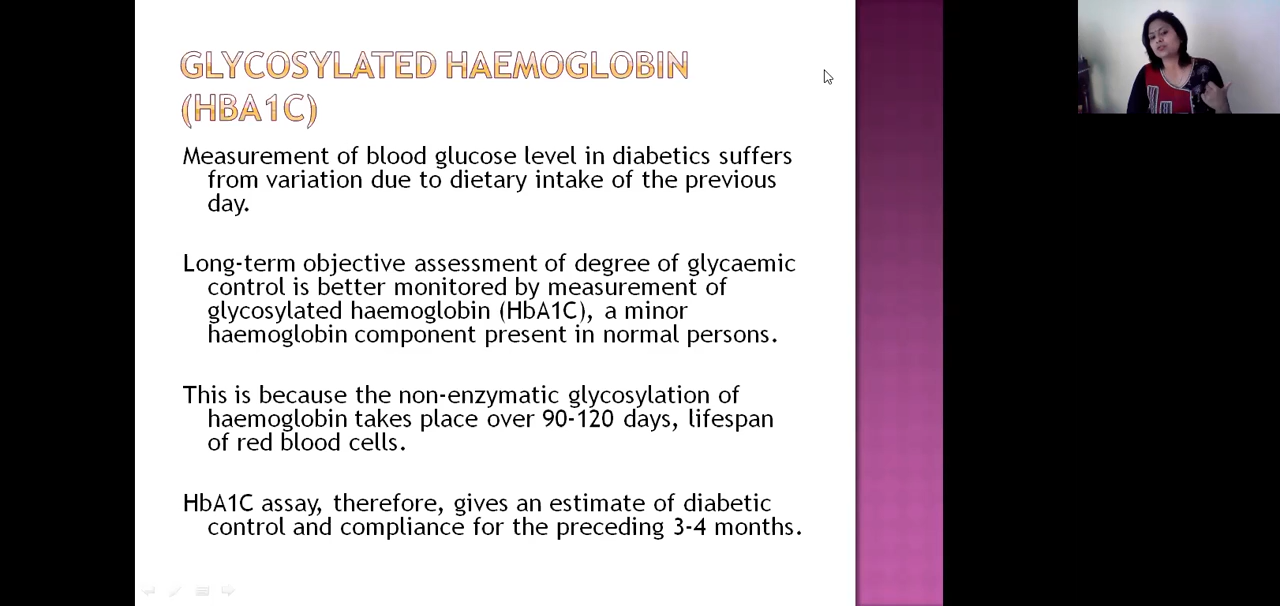 GLYCOSYLATED HAEMOGLOBIN
(HBA1C)
Measurement of blood glucose level in diabetics suffers
from variation due to dietary intake of the previous
day.
Long-term objective assessment of degree of glycaemic
control is better monitored by measurement of
glycosylated haemoglobin (HbA1C), a minor
haemoglobin component present in normal persons.
This is because the non-enzymatic glycosylation of
haemoglobin takes place over 90-120 days, lifespan
of red blood cells.
HbA1C assay, therefore, gives an estimate of diabetic
control and compliance for the preceding 3-4 months.